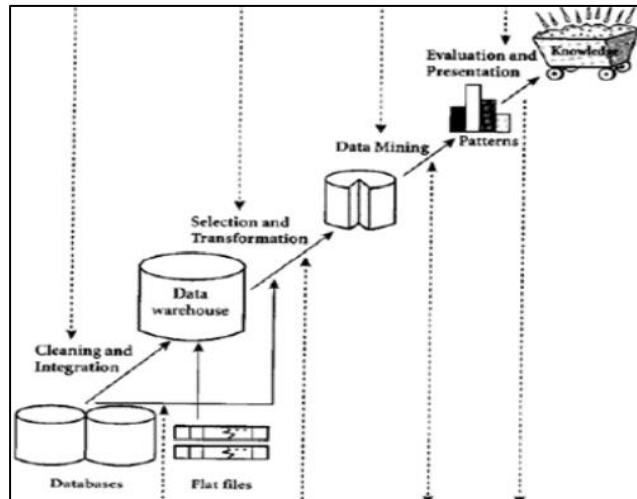 Evaluation and
Presentation
Knowledge
Patterns
Data Mining
Selection and
Transformation
Data
warehouse
Cleaning and
Integration
Databases
Flat files